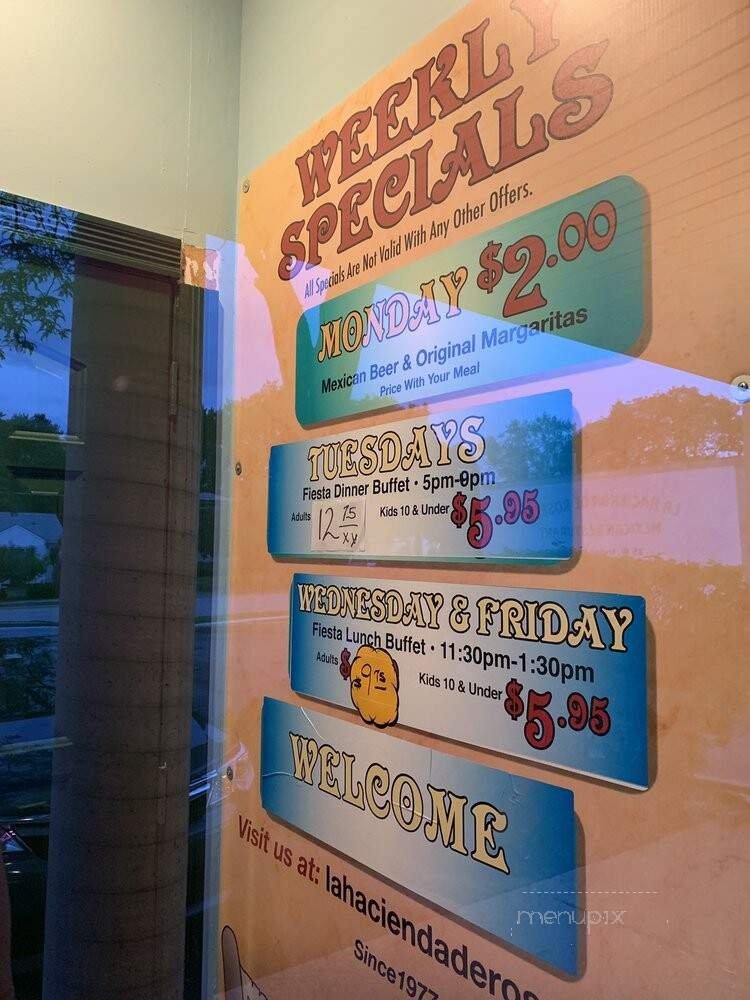 WEEKLY
SPECIALS
All Specials Are Not Valid With Any Other Offers.
MONDAY $2.00
Mexican Beer & Original Margaritas
Price With Your Meal
TUESDAYS
Fiesta Dinner Buffet • 5pm-9pm
Adults 12 75 xx Kids 10 & Under $5.95
WEDNESDAY & FRIDAY
Fiesta Lunch Buffet • 11:30pm-1:30pm
Adults $ $9 75 Kids 10 & Under $5.95
WELCOME
Visit us at: lahaciendaderos
Since1977
menupix